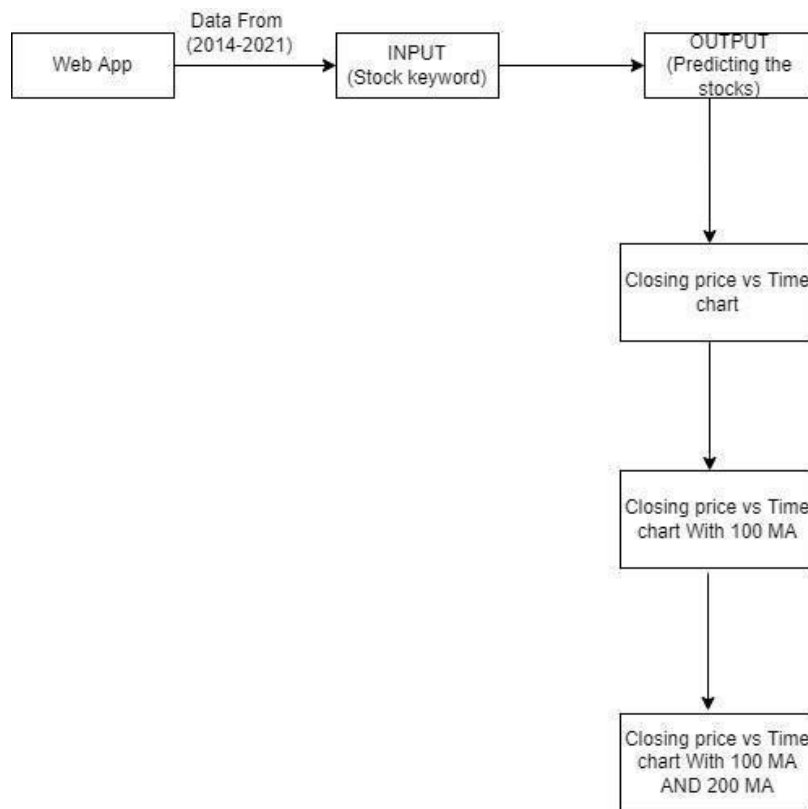 Data From
(2014-2021)
Web App
INPUT
(Stock keyword)
OUTPUT
(Predicting the
stocks)
Closing price vs Time
chart
Closing price vs Time
chart With 100 MA
Closing price vs Time
chart With 100 MA
AND 200 MA